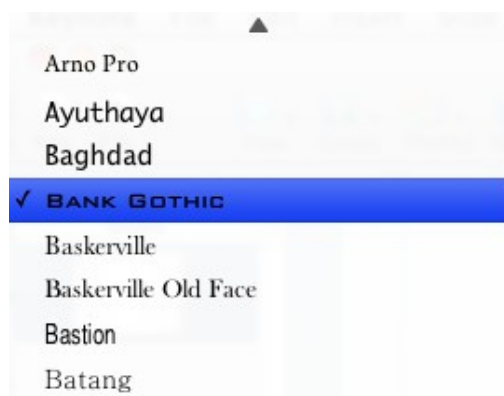 Arno Pro
Ayuthaya
Baghdad
✓ BANK GOTHIC
Baskerville
Baskerville Old Face
Bastion
Batang